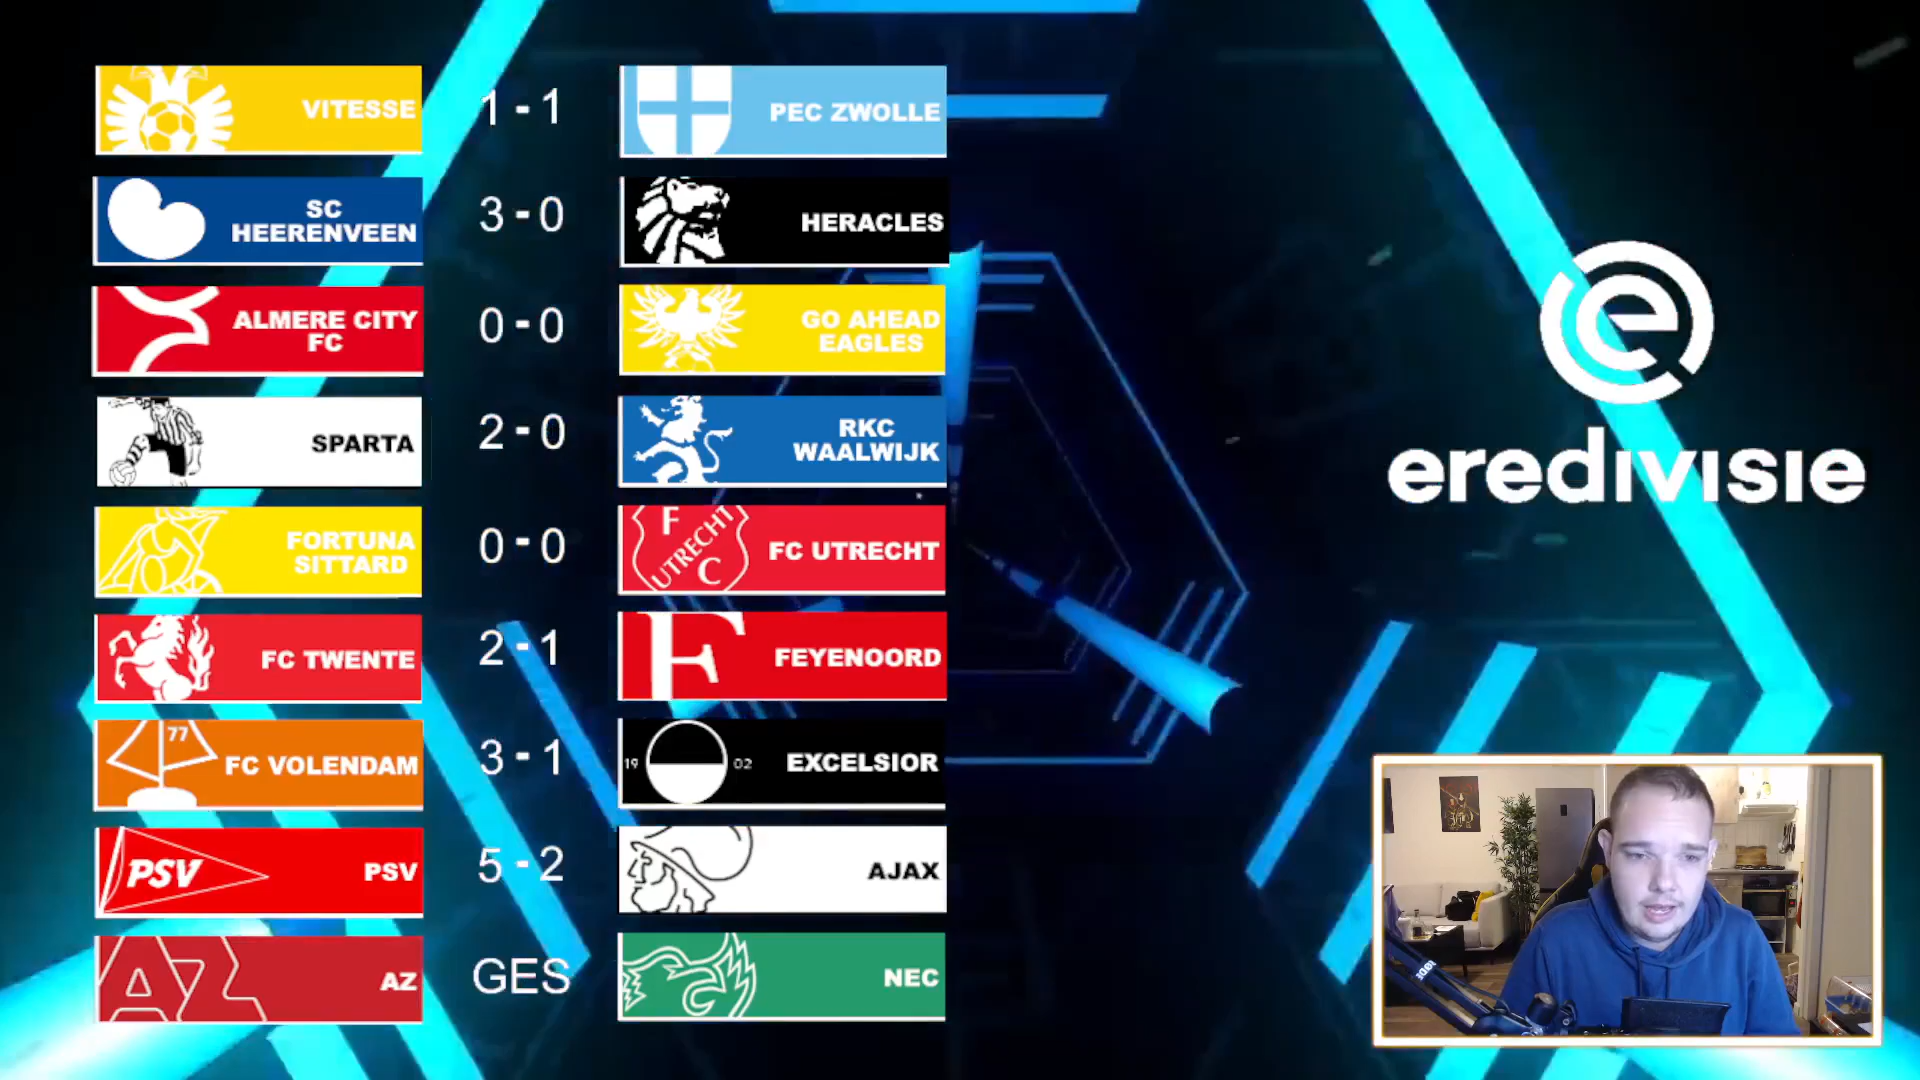 VITESSE
1 - 1
PEC ZWOLLE
SC
HEERENVEEN
3 - 0
HERACLES
ALMERE CITY
FC
0 - 0
GO AHEAD
EAGLES
SPARTA
2 - 0
RKC
WAALWIJK
FORTUNA
SITTARD
0 - 0
F
UTRECHT
C
FC UTRECHT
FC TWENTE
2 - 1
F
FEYENOORD
77
FC VOLENDAM
3 - 1
19 02
EXCELSIOR
PSV
PSV
5 - 2
AJAX
AZ
AZ
GES
NEC
e
eredivisie
RØDE